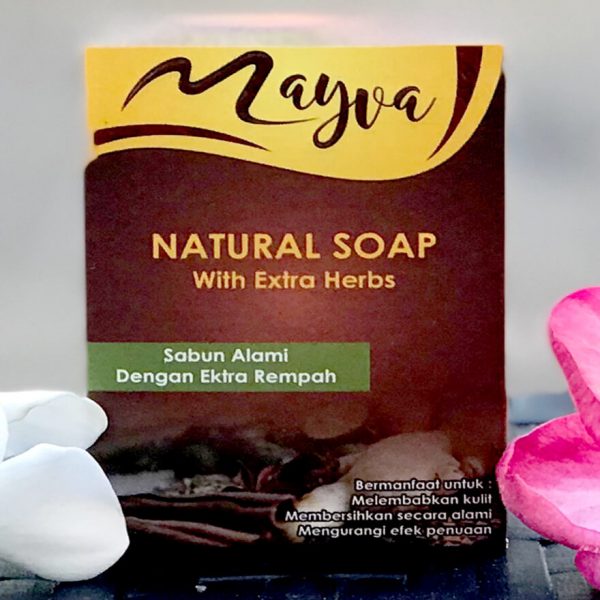 Mayva
NATURAL SOAP
With Extra Herbs
Sabun Alami
Dengan Ektra Rempah
Bermanfaat untuk :
Melembabkan kulit
Membersihkan secara alami
Mengurangi efek penuaan